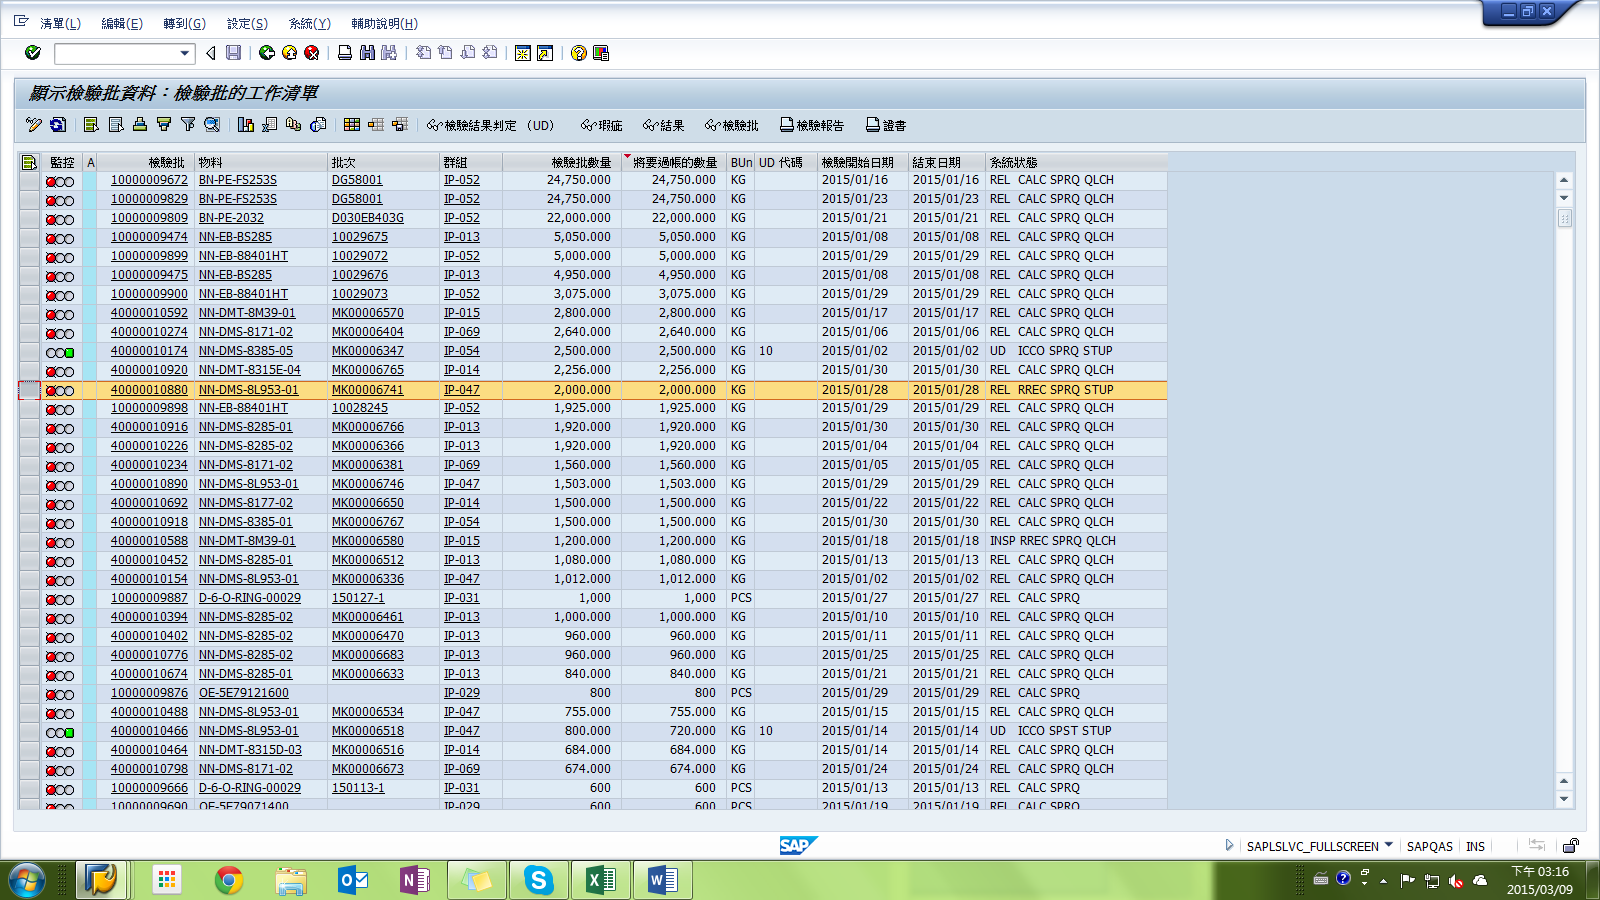 清單(L) 編輯(E) 轉到(G) 設定(S) 系統(Y) 輔助說明(H)
顯示檢驗批資料：檢驗批的工作清單
檢驗結果判定 （UD） 瑕疵 結果 檢驗批 檢驗報告 證書
監控 A 檢驗批 物料 批次 群組 檢驗批數量 將要過帳的數量 BUn UD 代碼 檢驗開始日期 結束日期 系統狀態
10000009672 BN-PE-FS253S DG58001 IP-052 24,750.000 24,750.000 KG 2015/01/16 2015/01/16 REL CALC SPRQ QLCH
10000009829 BN-PE-FS253S DG58001 IP-052 24,750.000 24,750.000 KG 2015/01/23 2015/01/23 REL CALC SPRQ QLCH
10000009809 BN-PE-2032 D030EB403G IP-052 22,000.000 22,000.000 KG 2015/01/21 2015/01/21 REL CALC SPRQ QLCH
10000009474 NN-EB-BS285 10029675 IP-013 5,050.000 5,050.000 KG 2015/01/08 2015/01/08 REL CALC SPRQ QLCH
10000009899 NN-EB-88401HT 10029072 IP-052 5,000.000 5,000.000 KG 2015/01/29 2015/01/29 REL CALC SPRQ QLCH
10000009475 NN-EB-BS285 10029676 IP-013 4,950.000 4,950.000 KG 2015/01/08 2015/01/08 REL CALC SPRQ QLCH
10000009900 NN-EB-88401HT 10029073 IP-052 3,075.000 3,075.000 KG 2015/01/29 2015/01/29 REL CALC SPRQ QLCH
40000010592 NN-DMT-8M39-01 MK00006570 IP-015 2,800.000 2,800.000 KG 2015/01/17 2015/01/17 REL CALC SPRQ QLCH
40000010274 NN-DMS-8171-02 MK00006404 IP-069 2,640.000 2,640.000 KG 2015/01/06 2015/01/06 REL CALC SPRQ QLCH
40000010174 NN-DMS-8385-05 MK00006347 IP-054 2,500.000 2,500.000 KG 10 2015/01/02 2015/01/02 UD ICCO SPRQ STUP
40000010920 NN-DMT-8315E-04 MK00006765 IP-014 2,256.000 2,256.000 KG 2015/01/30 2015/01/30 REL CALC SPRQ QLCH
40000010880 NN-DMS-8L953-01 MK00006741 IP-047 2,000.000 2,000.000 KG 2015/01/28 2015/01/28 REL RREC SPRQ STUP
10000009898 NN-EB-88401HT 10028245 IP-052 1,925.000 1,925.000 KG 2015/01/29 2015/01/29 REL CALC SPRQ QLCH
40000010916 NN-DMS-8285-01 MK00006766 IP-013 1,920.000 1,920.000 KG 2015/01/30 2015/01/30 REL CALC SPRQ QLCH
40000010226 NN-DMS-8285-02 MK00006366 IP-013 1,920.000 1,920.000 KG 2015/01/04 2015/01/04 REL CALC SPRQ QLCH
40000010234 NN-DMS-8171-02 MK00006381 IP-069 1,560.000 1,560.000 KG 2015/01/05 2015/01/05 REL CALC SPRQ QLCH
40000010890 NN-DMS-8L953-01 MK00006746 IP-047 1,503.000 1,503.000 KG 2015/01/29 2015/01/29 REL CALC SPRQ QLCH
40000010692 NN-DMS-8177-02 MK00006650 IP-014 1,500.000 1,500.000 KG 2015/01/22 2015/01/22 REL CALC SPRQ QLCH
40000010918 NN-DMS-8385-01 MK00006767 IP-054 1,500.000 1,500.000 KG 2015/01/30 2015/01/30 REL CALC SPRQ QLCH
40000010588 NN-DMT-8M39-01 MK00006580 IP-015 1,200.000 1,200.000 KG 2015/01/18 2015/01/18 INSP RREC SPRQ QLCH
40000010452 NN-DMS-8285-01 MK00006512 IP-013 1,080.000 1,080.000 KG 2015/01/13 2015/01/13 REL CALC SPRQ QLCH
40000010154 NN-DMS-8L953-01 MK00006336 IP-047 1,012.000 1,012.000 KG 2015/01/02 2015/01/02 REL CALC SPRQ QLCH
10000009887 D-6-O-RING-00029 150127-1 IP-031 1,000 1,000 PCS 2015/01/27 2015/01/27 REL CALC SPRQ
40000010394 NN-DMS-8285-02 MK00006461 IP-013 1,000.000 1,000.000 KG 2015/01/10 2015/01/10 REL CALC SPRQ QLCH
40000010402 NN-DMS-8285-02 MK00006470 IP-013 960.000 960.000 KG 2015/01/11 2015/01/11 REL CALC SPRQ QLCH
40000010776 NN-DMS-8285-02 MK00006683 IP-013 960.000 960.000 KG 2015/01/25 2015/01/25 REL CALC SPRQ QLCH
40000010674 NN-DMS-8285-01 MK00006633 IP-013 840.000 840.000 KG 2015/01/21 2015/01/21 REL CALC SPRQ QLCH
10000009876 OE-5E79121600 IP-029 800 800 PCS 2015/01/29 2015/01/29 REL CALC SPRQ
40000010488 NN-DMS-8L953-01 MK00006534 IP-047 755.000 755.000 KG 2015/01/15 2015/01/15 REL CALC SPRQ QLCH
40000010466 NN-DMS-8L953-01 MK00006518 IP-047 800.000 720.000 KG 10 2015/01/14 2015/01/14 UD ICCO SPST STUP
40000010464 NN-DMT-8315D-03 MK00006516 IP-014 684.000 684.000 KG 2015/01/14 2015/01/14 REL CALC SPRQ QLCH
40000010798 NN-DMS-8171-02 MK00006673 IP-069 674.000 674.000 KG 2015/01/24 2015/01/24 REL CALC SPRQ QLCH
10000009666 D-6-O-RING-00029 150113-1 IP-031 600 600 PCS 2015/01/13 2015/01/13 REL CALC SPRQ
10000009690 OE-5E79071400 IP-029 600 600 PCS 2015/01/19 2015/01/19 REL CALC SPRQ
SAP SAPLSLVC_FULLSCREEN SAPQAS INS
下午 03:16
2015/03/09